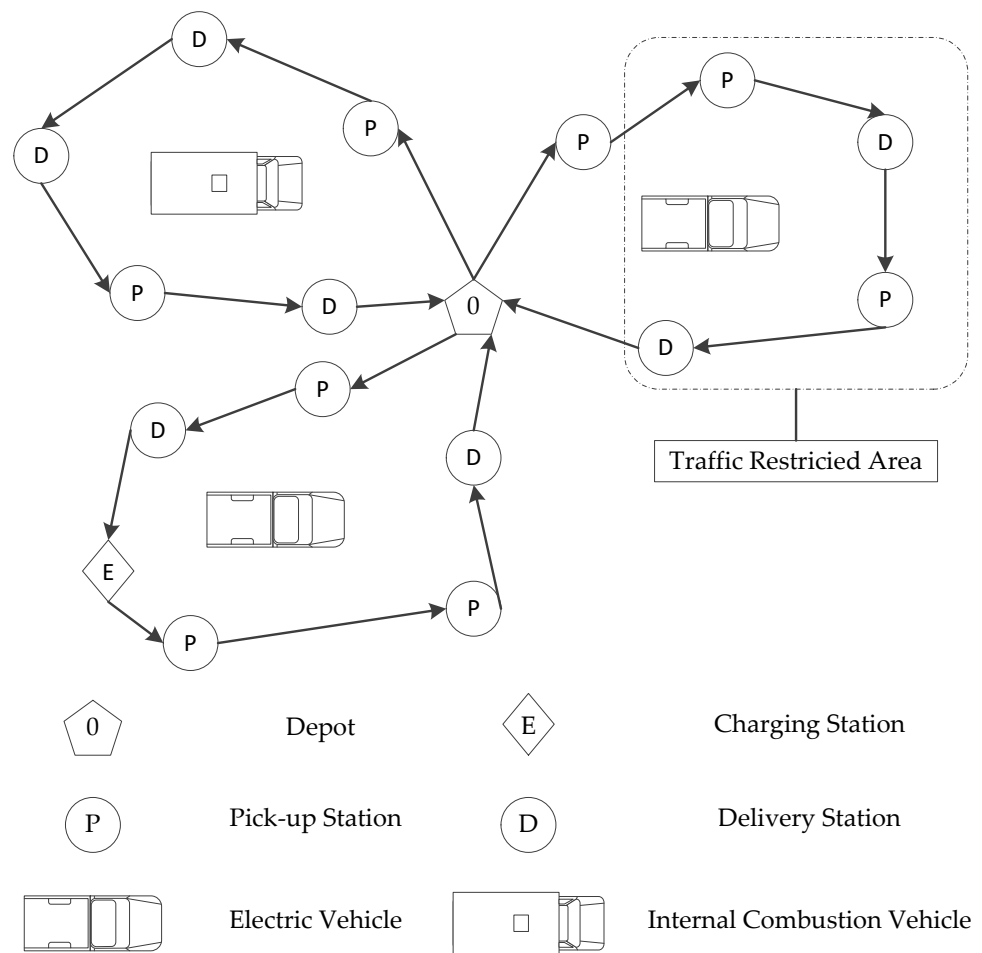 D
P
D
P
P
D
P
D
0
P
D
P
D
D
E
P
P
Traffic Restricied Area
0 Depot E Charging Station
P Pick-up Station D Delivery Station
Electric Vehicle Internal Combustion Vehicle